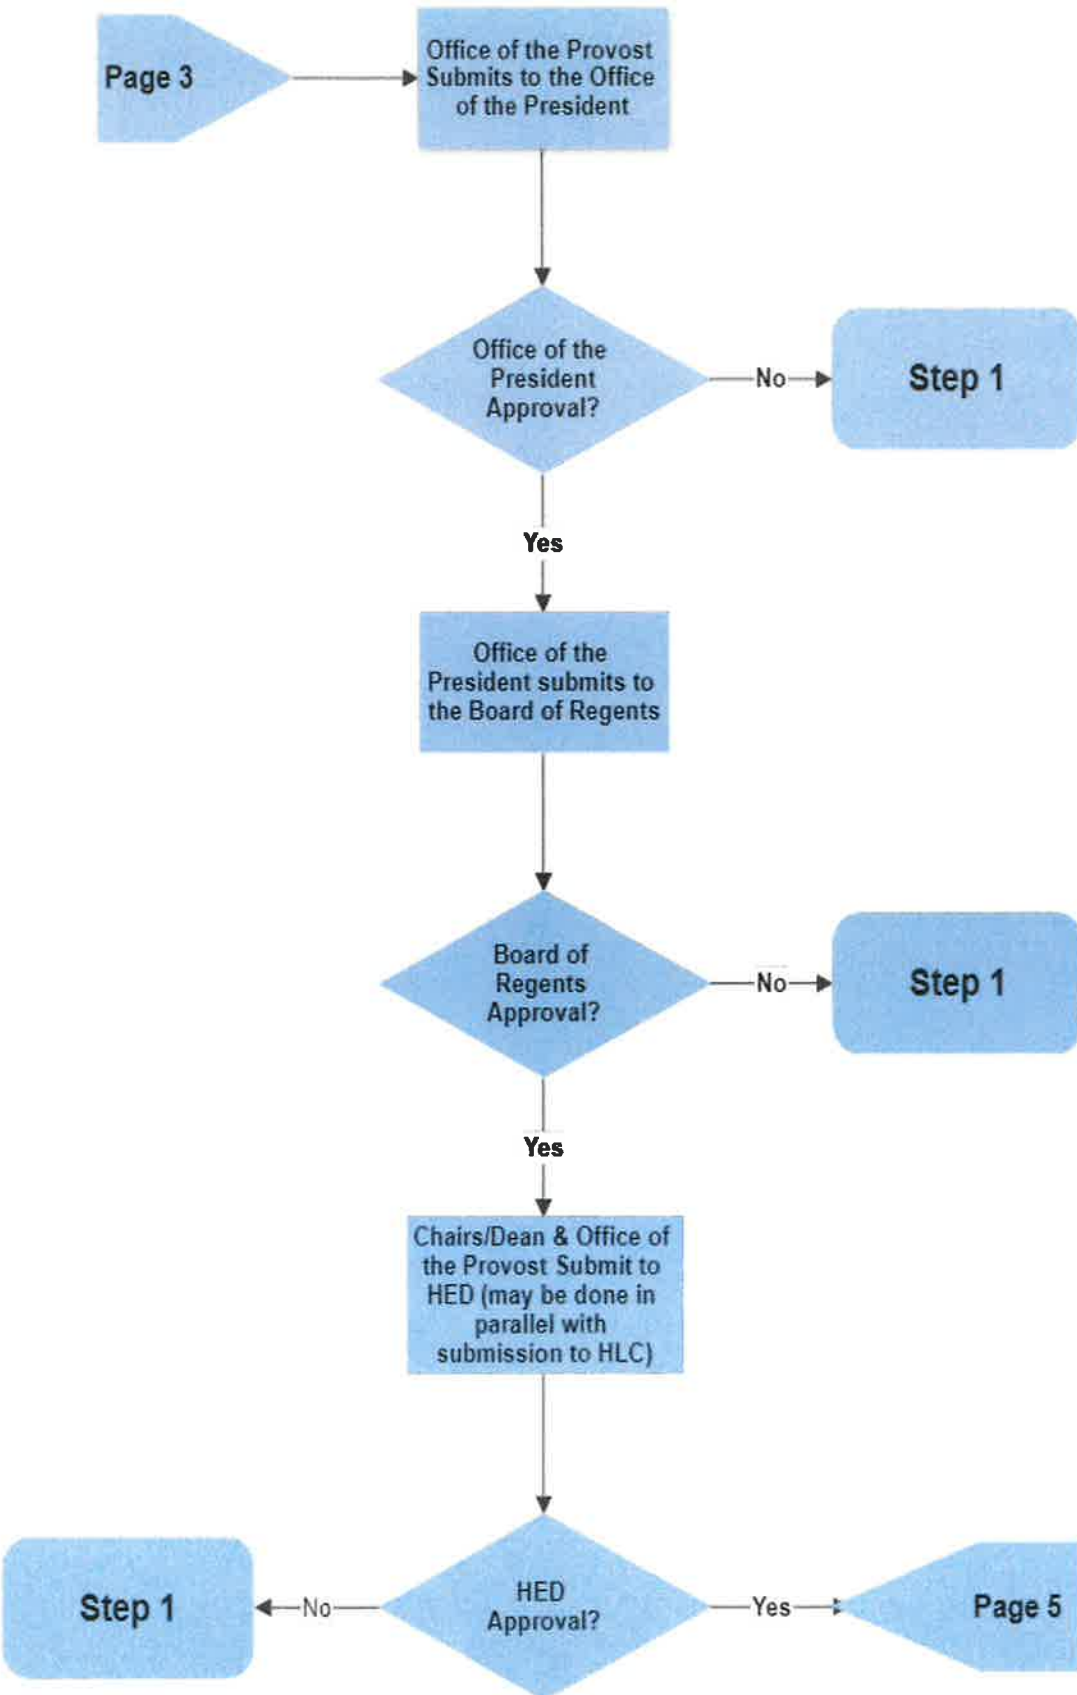 Page 3
Office of the Provost
Submits to the Office
of the President
Office of the
President
Approval?
No
Step 1
Yes
Office of the
President submits to
the Board of Regents
Board of
Regents
Approval?
No
Step 1
Yes
Chairs/Dean & Office of
the Provost Submit to
HED (may be done in
parallel with
submission to HLC)
Step 1
No
HED
Approval?
Yes
Page 5